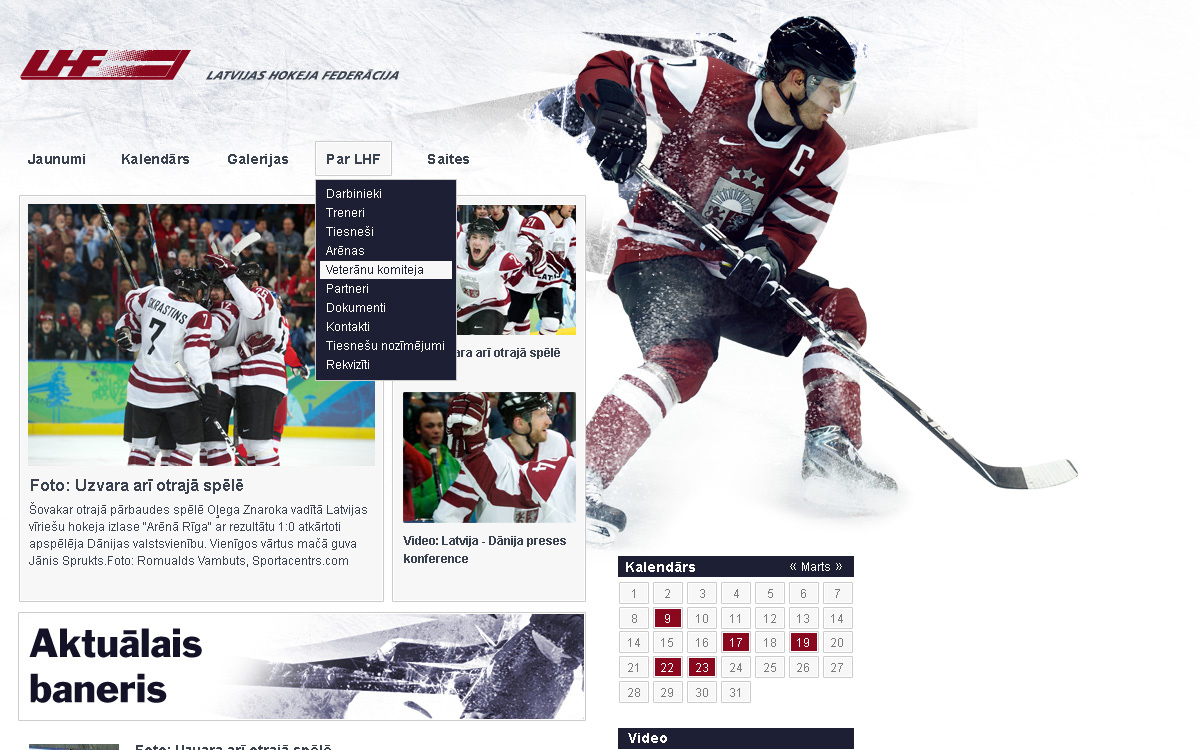 LHF LATVIJAS HOKEJA FEDERĀCIJA
Jaunumi Kalendārs Galerijas Par LHF Saites
Darbinieki
Treneri
Tiesneši
Arēnas
Veterānu komiteja
Partneri
Dokumenti
Kontakti
Tiesnešu nozīmējumi
Rekvizīti
SKRASTINS
7
C
21
4
Foto: Uzvara arī otrajā spēlē
Šovakar otrajā pārbaudes spēlē Oļega Znaroka vadītā Latvijas
vīriešu hokeja izlase "Arēnā Rīga" ar rezultātu 1:0 atkārtoti
apspēlēja Dānijas valstsvienību. Vienīgos vārtus mačā guva
Jānis Sprukts.Foto: Romualds Vambuts, Sportacentrs.com
arī otrajā spēlē
Video: Latvija - Dānija preses
konference
Kalendārs « Marts »
1 2 3 4 5 6 7
8 9 10 11 12 13 14
14 15 16 17 18 19 20
21 22 23 24 25 26 27
28 29 30 31
Aktuālais
baneris
Foto: Uzvara arī otrajā spēlē
Video